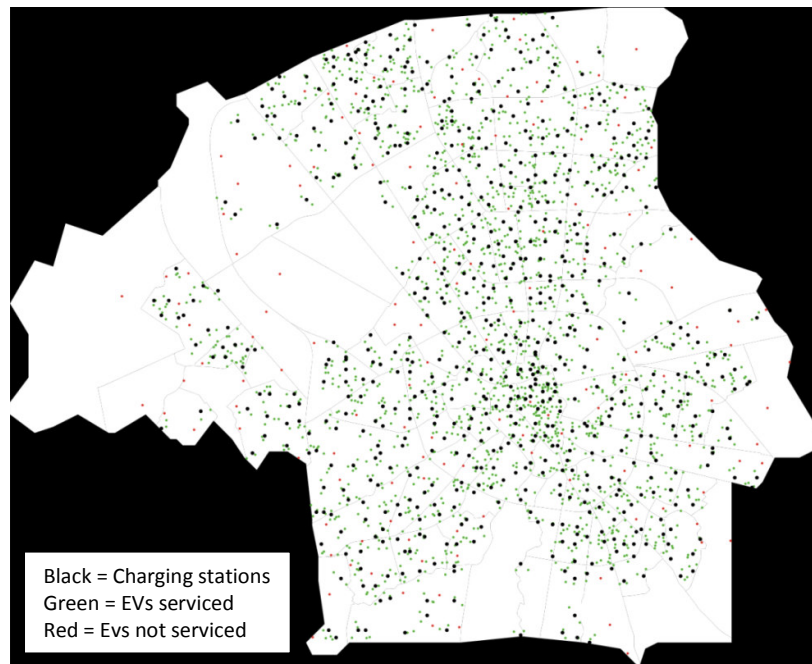 Black = Charging stations
Green = EVs serviced
Red = Evs not serviced